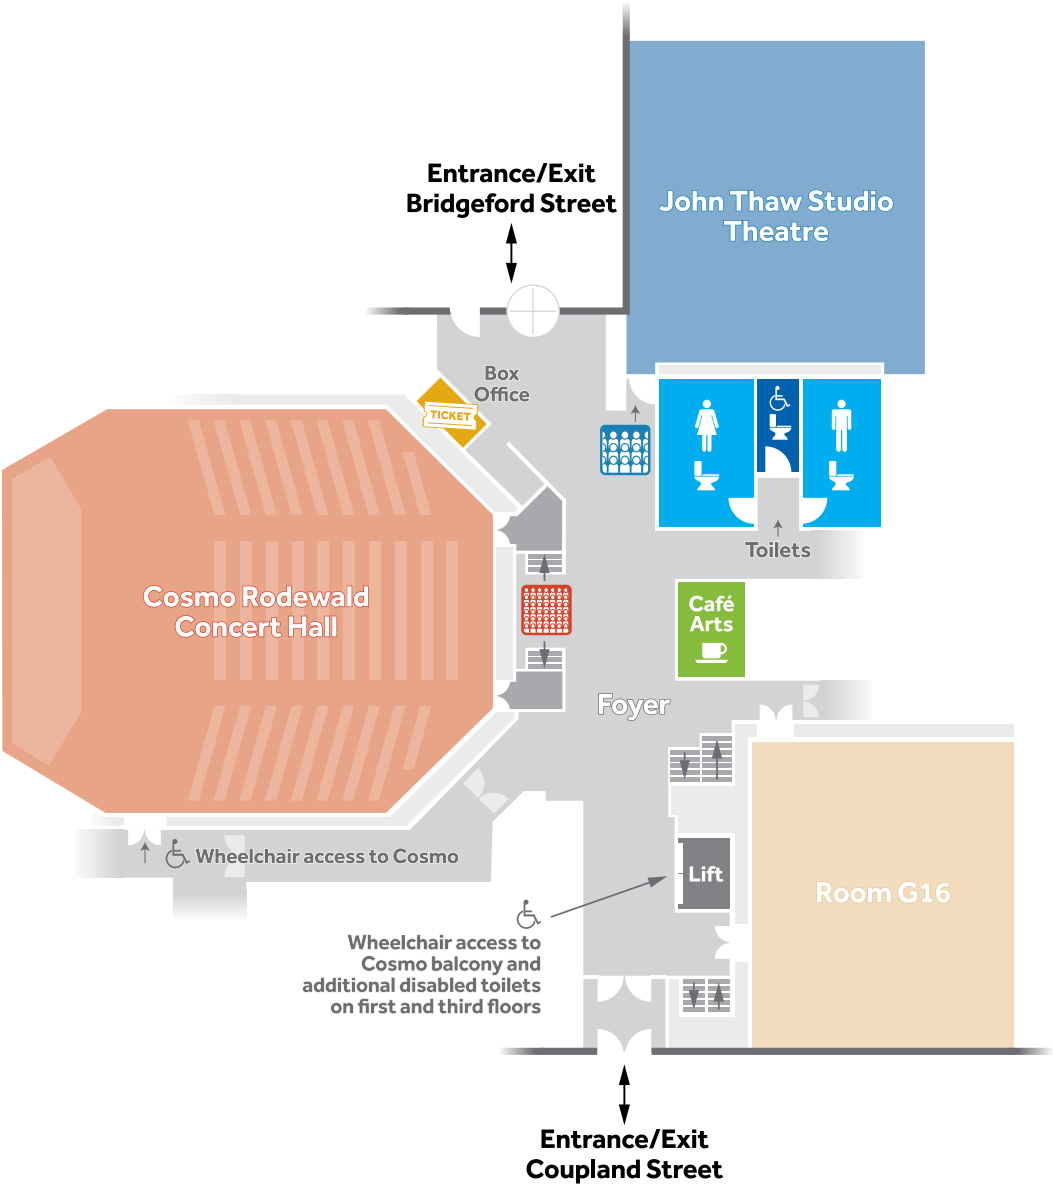 Entrance/Exit
Bridgeford Street
John Thaw Studio
Theatre
Box
Office
TICKET
Toilets
Cosmo Rodewald
Concert Hall
Café
Arts
Foyer
Wheelchair access to Cosmo
Lift
Room G16
Wheelchair access to
Cosmo balcony and
additional disabled toilets
on first and third floors
Entrance/Exit
Coupland Street